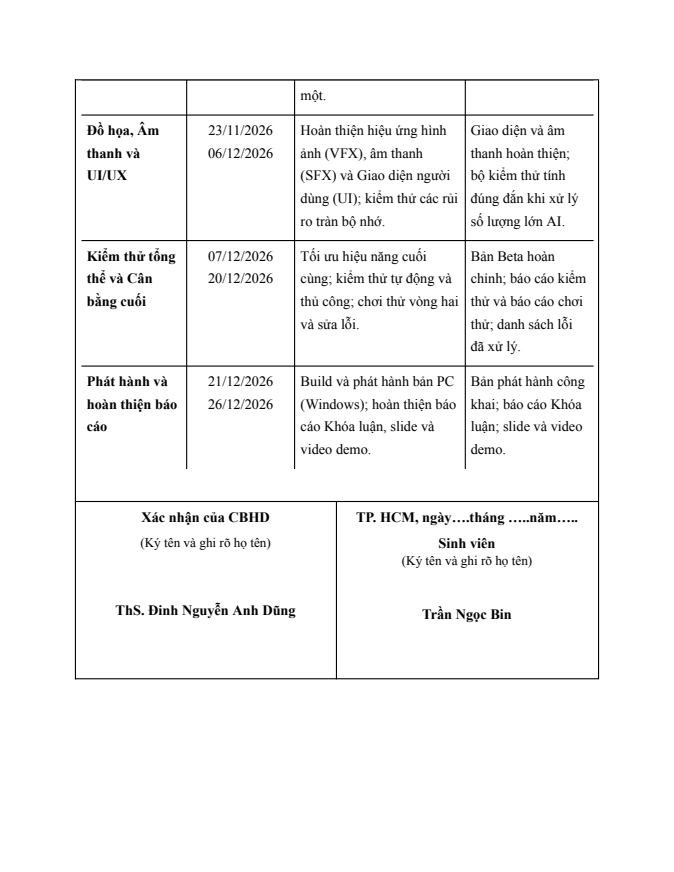 một.
Đồ họa, Âm
thanh và
UI/UX
23/11/2026
06/12/2026
Hoàn thiện hiệu ứng hình
ảnh (VFX), âm thanh
(SFX) và Giao diện người
dùng (UI); kiểm thử các rủi
ro tràn bộ nhớ.
Giao diện và âm
thanh hoàn thiện;
bộ kiểm thử tính
đúng đắn khi xử lý
số lượng lớn AI.
Kiểm thử tổng
thể và Cân
bằng cuối
07/12/2026
20/12/2026
Tối ưu hiệu năng cuối
cùng; kiểm thử tự động và
thủ công; chơi thử vòng hai
và sửa lỗi.
Bản Beta hoàn
chỉnh; báo cáo kiểm
thử và báo cáo chơi
thử; danh sách lỗi
đã xử lý.
Phát hành và
hoàn thiện báo
cáo
21/12/2026
26/12/2026
Build và phát hành bản PC
(Windows); hoàn thiện báo
cáo Khóa luận, slide và
video demo.
Bản phát hành công
khai; báo cáo Khóa
luận; slide và video
demo.
Xác nhận của CBHD
(Ký tên và ghi rõ họ tên)
ThS. Đinh Nguyễn Anh Dũng
TP. HCM, ngày….tháng …..năm…..
Sinh viên
(Ký tên và ghi rõ họ tên)
Trần Ngọc Bin